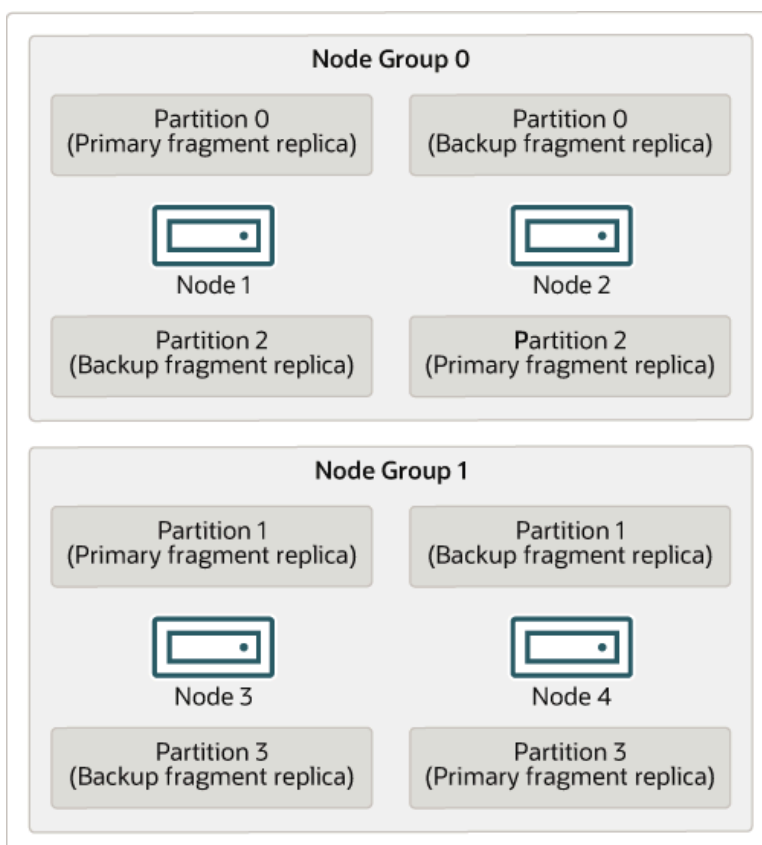 Node Group 0
Partition 0
(Primary fragment replica)
Partition 0
(Backup fragment replica)
Node 1
Node 2
Partition 2
(Backup fragment replica)
Partition 2
(Primary fragment replica)
Node Group 1
Partition 1
(Primary fragment replica)
Partition 1
(Backup fragment replica)
Node 3
Node 4
Partition 3
(Backup fragment replica)
Partition 3
(Primary fragment replica)